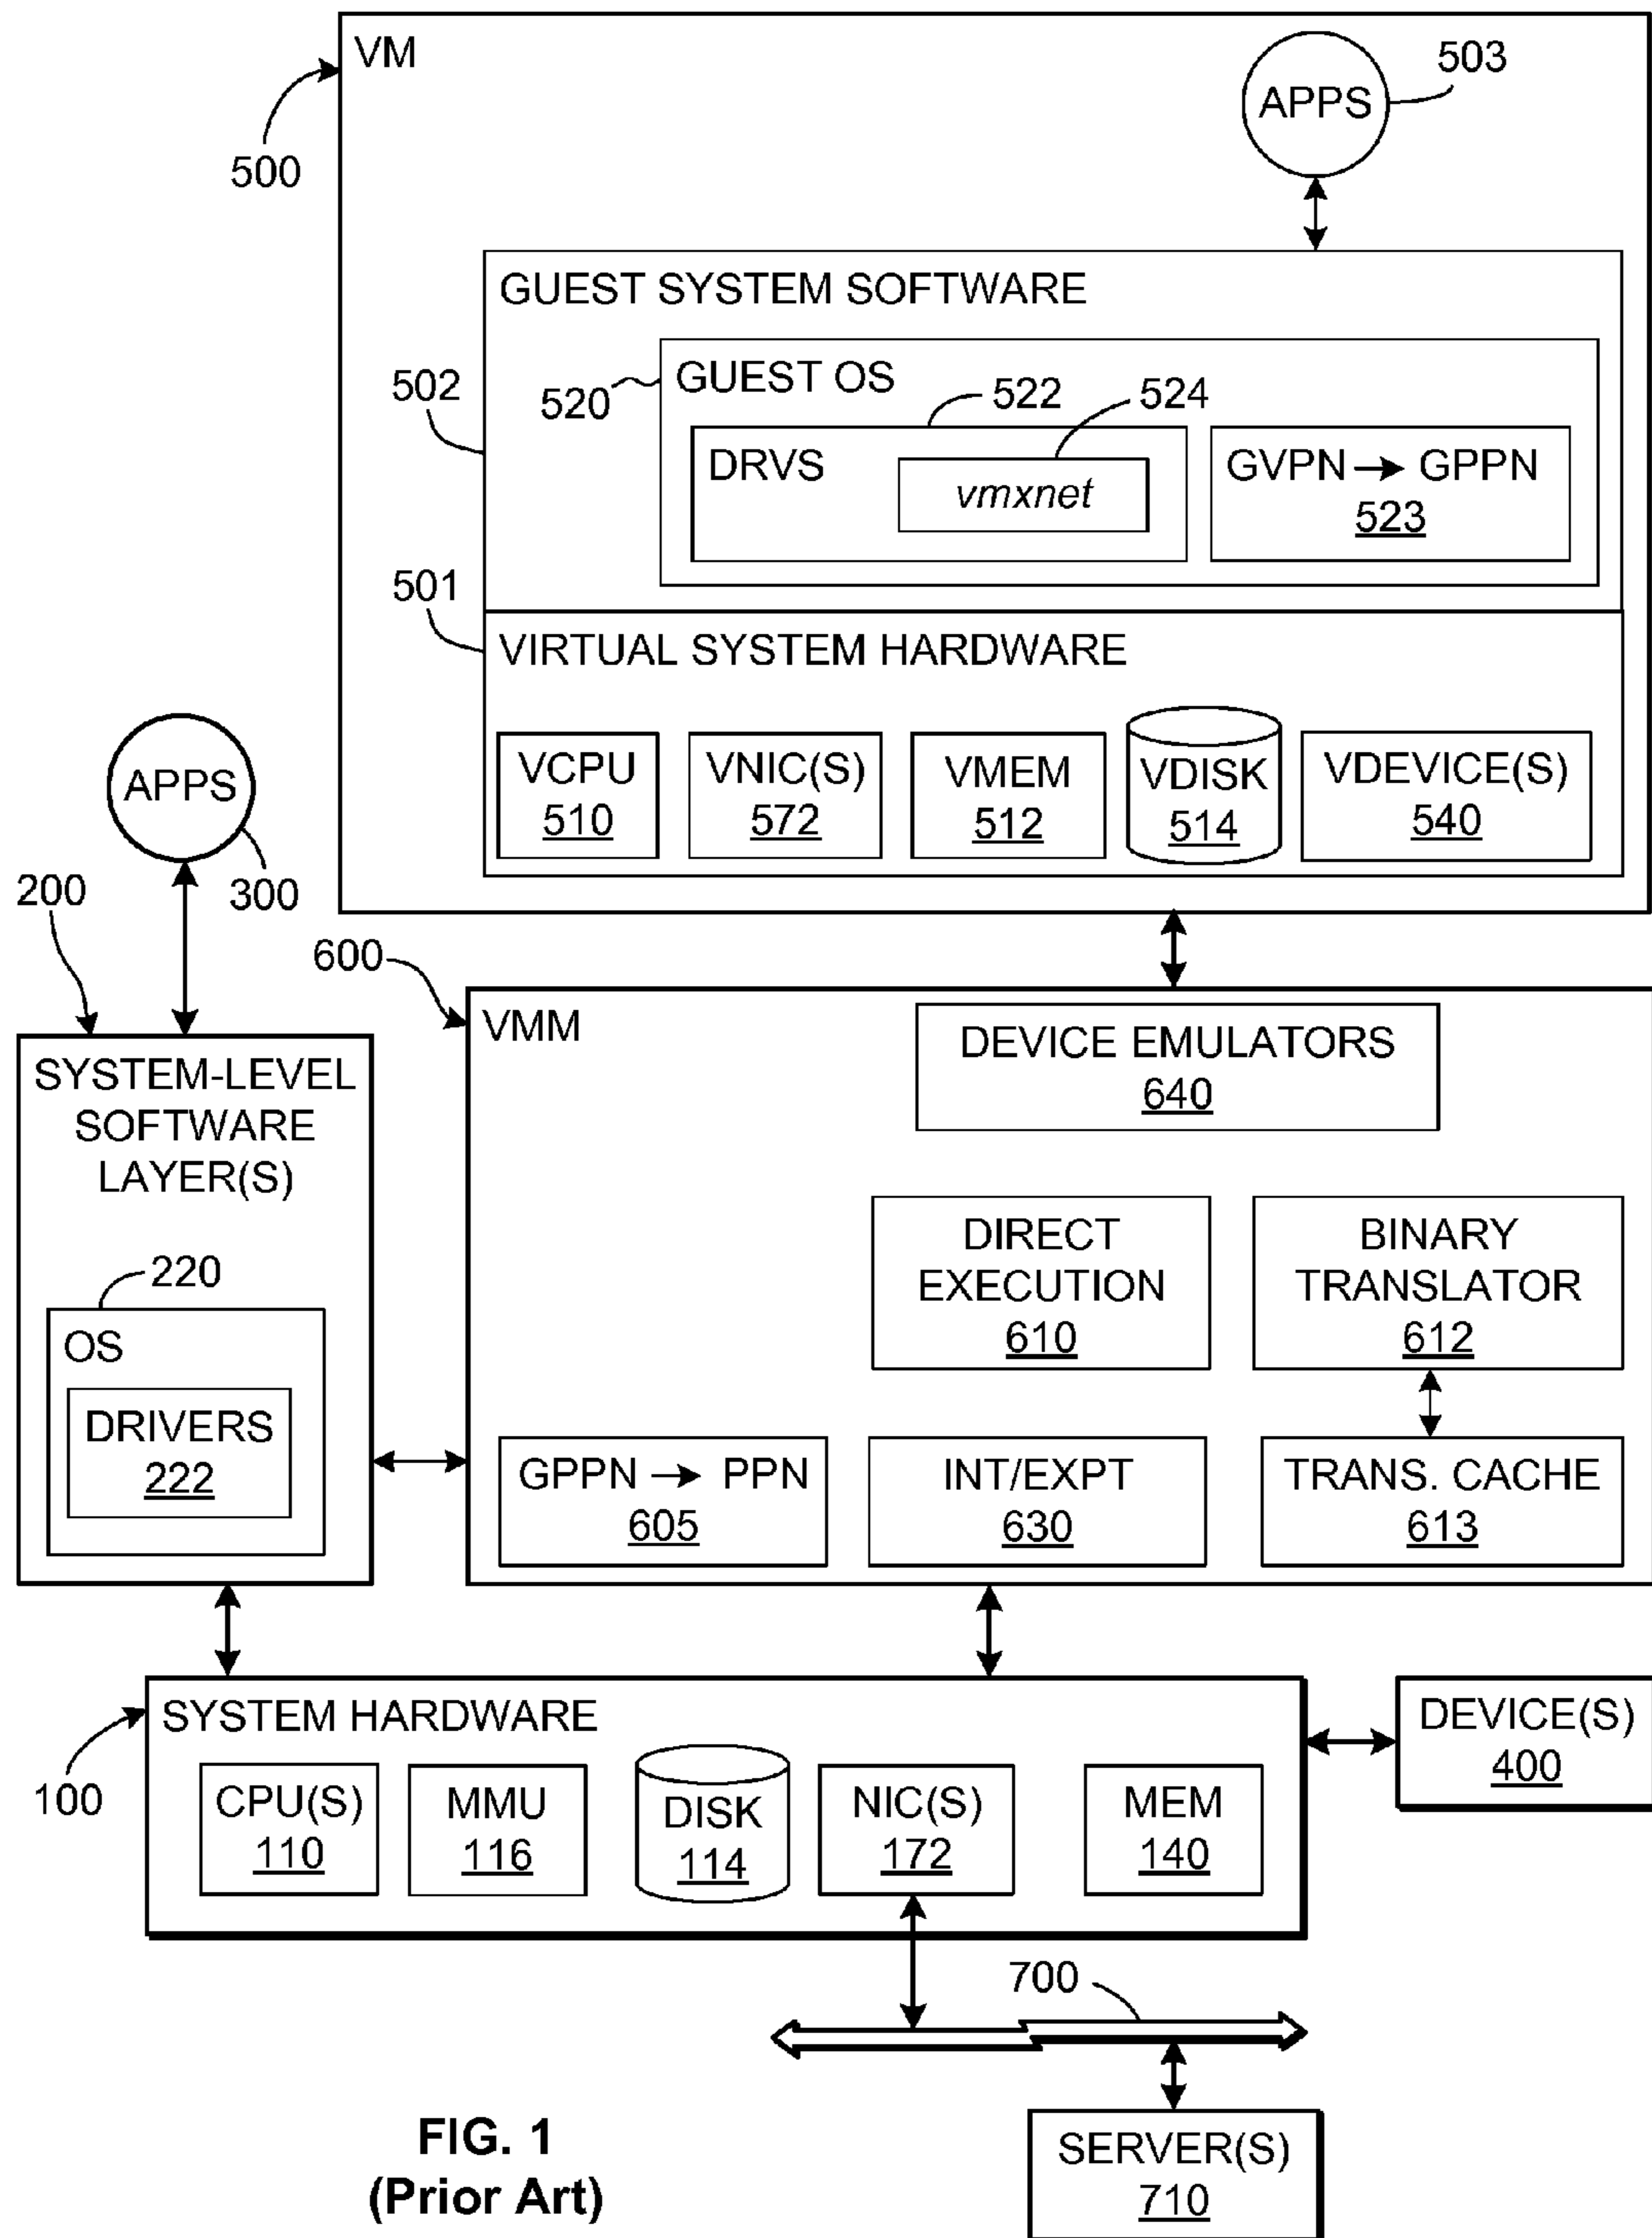 VM
503
APPS
500
GUEST SYSTEM SOFTWARE
502
520
GUEST OS
522
524
DRVS
vmxnet
GVPN → GPPN
523
501
VIRTUAL SYSTEM HARDWARE
VCPU
510
VNIC(S)
572
VMEM
512
VDISK
514
VDEVICE(S)
540
APPS
300
200
600
VMM
DEVICE EMULATORS
640
SYSTEM-LEVEL
SOFTWARE
LAYER(S)
DIRECT
EXECUTION
610
BINARY
TRANSLATOR
612
220
OS
DRIVERS
222
GPPN → PPN
605
INT/EXPT
630
TRANS. CACHE
613
100
SYSTEM HARDWARE
CPU(S)
110
MMU
116
DISK
114
NIC(S)
172
MEM
140
DEVICE(S)
400
700
SERVER(S)
710
FIG. 1
(Prior Art)